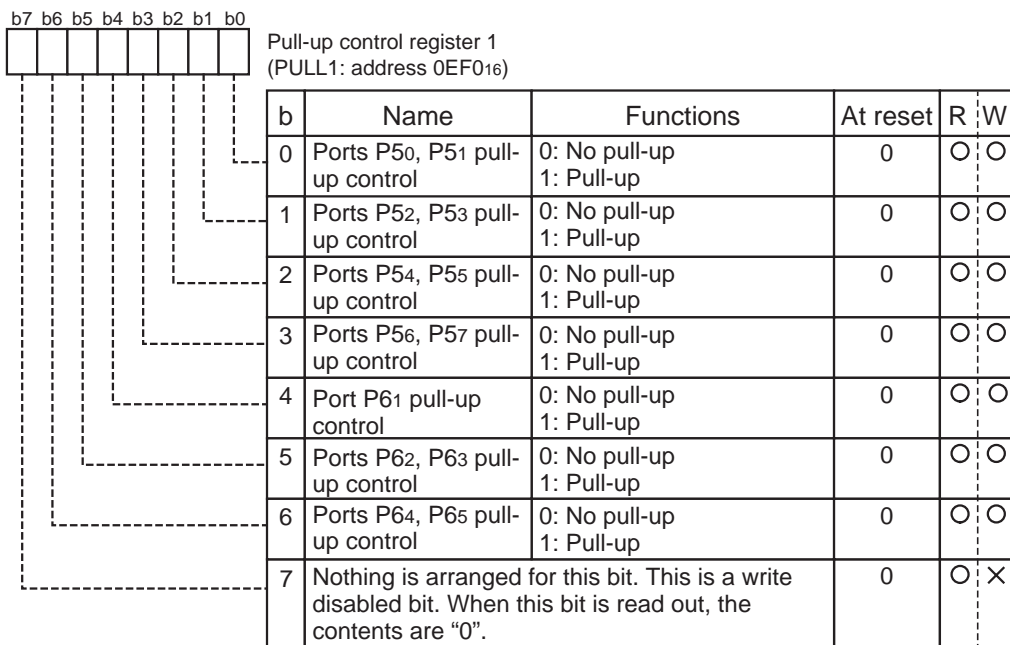 b7 b6 b5 b4 b3 b2 b1 b0
Pull-up control register 1
(PULL1: address 0EF016)
b Name Functions At reset R W
0 Ports P50, P51 pull- 0: No pull-up 0 ○ ○
up control 1: Pull-up
1 Ports P52, P53 pull- 0: No pull-up 0 ○ ○
up control 1: Pull-up
2 Ports P54, P55 pull- 0: No pull-up 0 ○ ○
up control 1: Pull-up
3 Ports P56, P57 pull- 0: No pull-up 0 ○ ○
up control 1: Pull-up
4 Port P61 pull-up 0: No pull-up 0 ○ ○
control 1: Pull-up
5 Ports P62, P63 pull- 0: No pull-up 0 ○ ○
up control 1: Pull-up
6 Ports P64, P65 pull- 0: No pull-up 0 ○ ○
up control 1: Pull-up
7 Nothing is arranged for this bit. This is a write 0 ○ ×
disabled bit. When this bit is read out, the
contents are “0”.